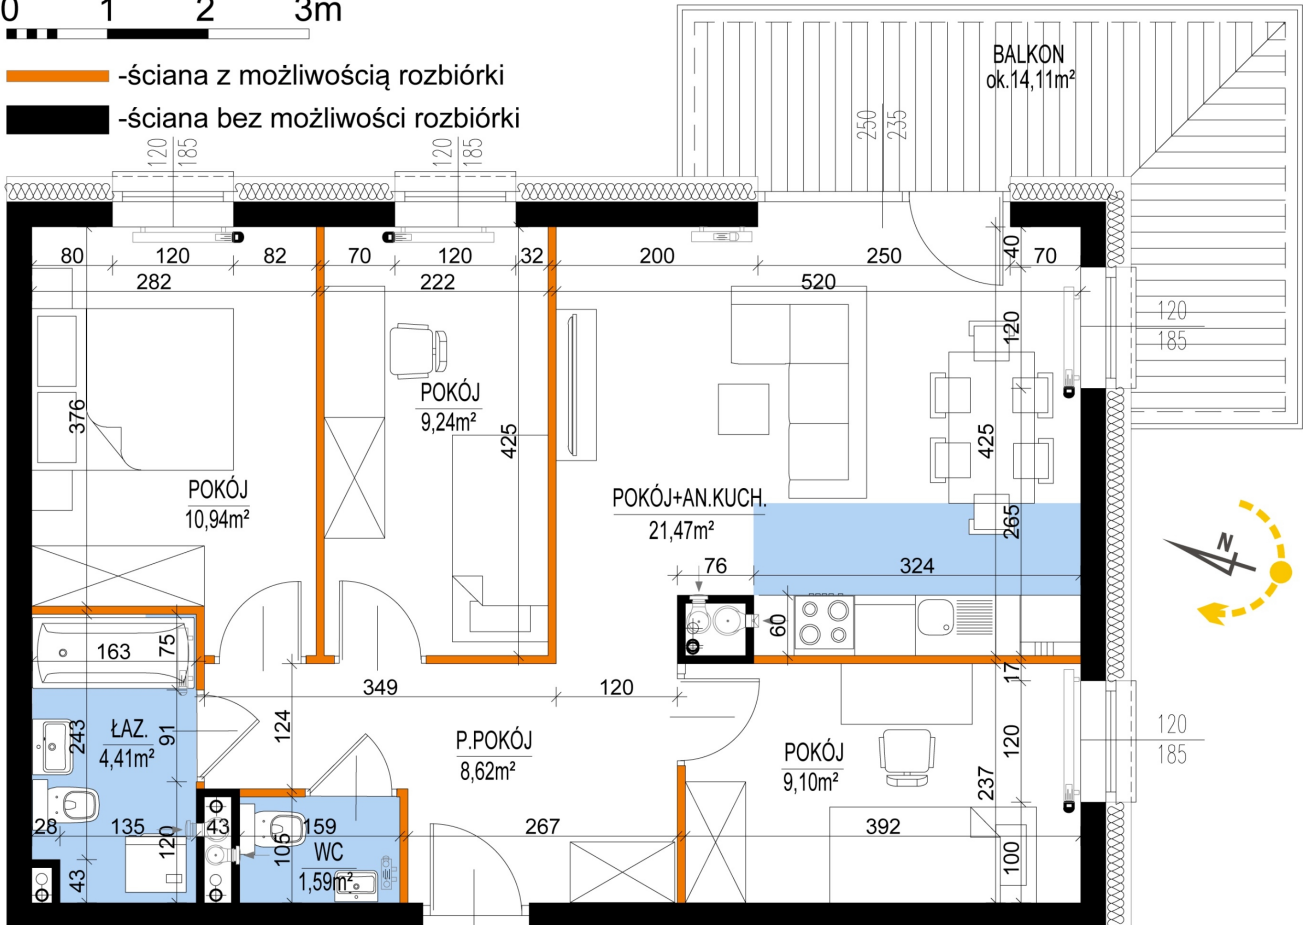 0 1 2 3m
-ściana z możliwością rozbiórki
-ściana bez możliwości rozbiórki
BALKON
ok.14,11m²
120
185
120
185
250
235
80 120 82 70 120 32 200 250 40 70
282 222 520
120
120
185
376
POKÓJ
9,24m²
425
425
POKÓJ
10,94m²
POKÓJ+AN.KUCH.
21,47m²
265
N
76 324
60
163 75
349 120
17
243
ŁAZ.
4,41m²
91
124
P.POKÓJ
8,62m²
POKÓJ
9,10m²
120
237
120
185
28 135 120 43 159 267 392
105
WC
1,59m²
43
100